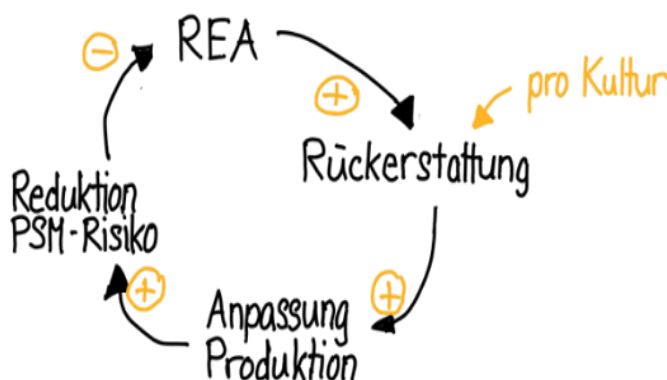 REA
pro Kultur
Rückerstattung
Reduktion
PSM-Risiko
Anpassung
Produktion
−
+
+
+